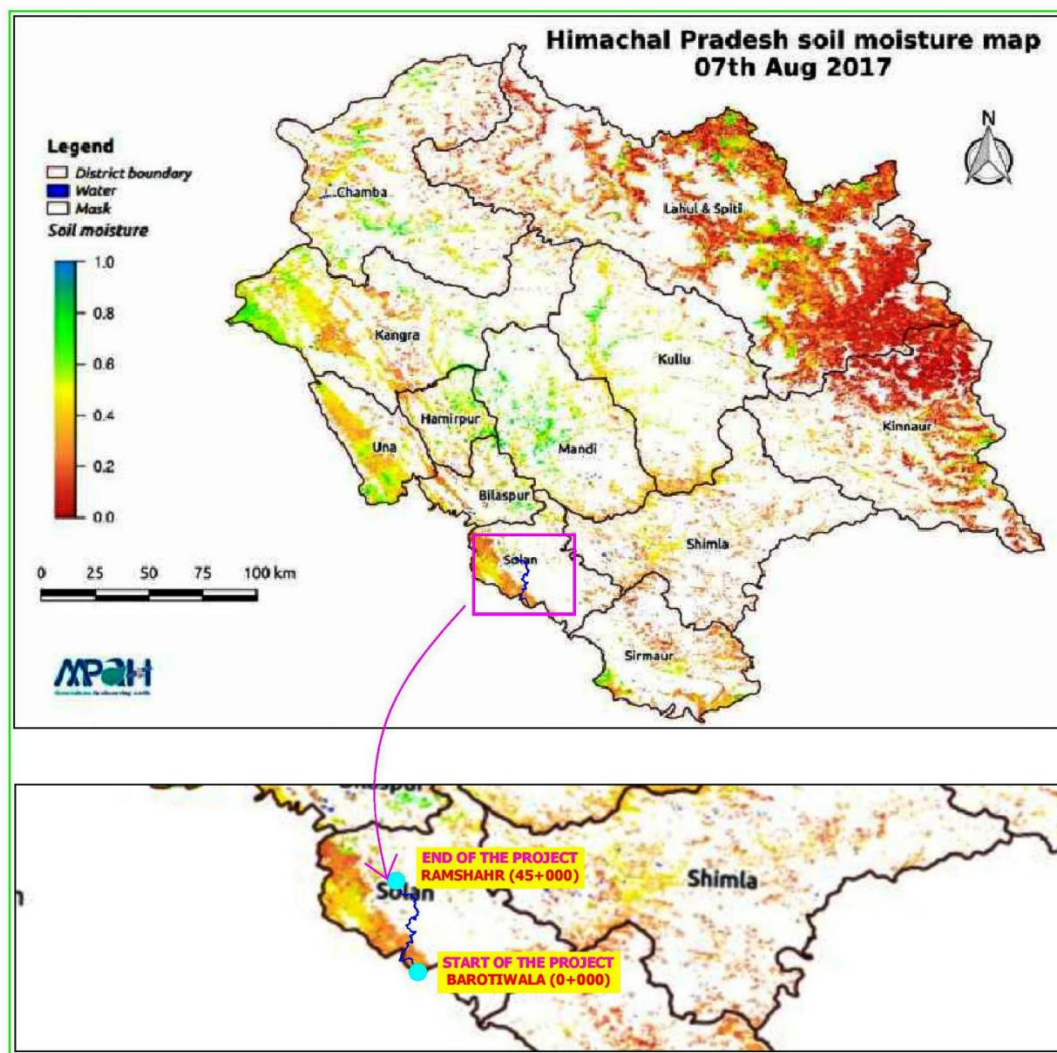 Himachal Pradesh soil moisture map
07th Aug 2017
N
Legend
District boundary
Water
Mask
Soil moisture
1.0
0.8
0.6
0.4
0.2
0.0
Chamba
Lahul & Spiti
Kangra
Kullu
Hamirpur
Una
Mandi
Kinnaur
Bilaspur
Solan
Shimla
Sirmaur
0 25 50 75 100 km
Bilaspur
END OF THE PROJECT
RAMSHAHR (45+000)
Solan
Shimla
n
START OF THE PROJECT
BAROTIWALA (0+000)